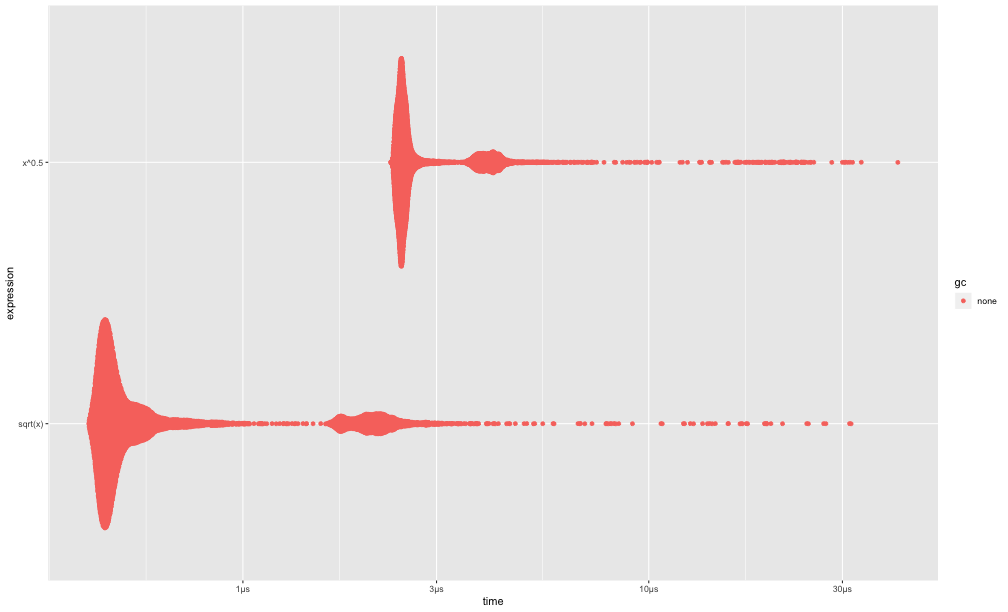 x^0.5
sqrt(x)
expression
1µs
3µs
10µs
30µs
time
gc
none